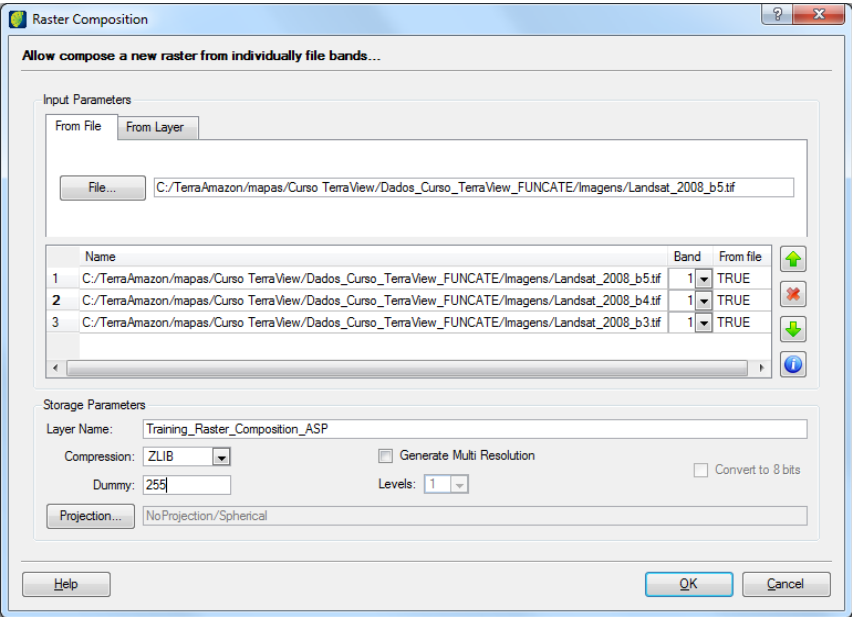 Raster Composition
Allow compose a new raster from individually file bands...
Input Parameters
From File From Layer
File... C:/TerraAmazon/mapas/Curso TerraView/Dados_Curso_TerraView_FUNCATE/Imagens/Landsat_2008_b5.tif
Name Band From file
1 C:/TerraAmazon/mapas/Curso TerraView/Dados_Curso_TerraView_FUNCATE/Imagens/Landsat_2008_b5.tif 1 TRUE
2 C:/TerraAmazon/mapas/Curso TerraView/Dados_Curso_TerraView_FUNCATE/Imagens/Landsat_2008_b4.tif 1 TRUE
3 C:/TerraAmazon/mapas/Curso TerraView/Dados_Curso_TerraView_FUNCATE/Imagens/Landsat_2008_b3.tif 1 TRUE
Storage Parameters
Layer Name: Training_Raster_Composition_ASP
Compression: ZLIB Generate Multi Resolution Convert to 8 bits
Dummy: 255 Levels: 1
Projection... NoProjection/Spherical
Help OK Cancel